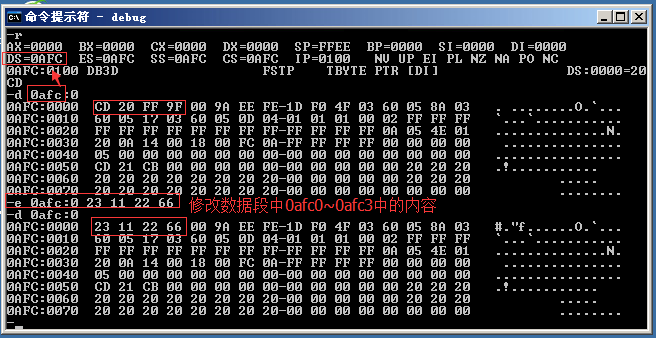 命令提示符 - debug
-r
AX=0000 BX=0000 CX=0000 DX=0000 SP=FFEE BP=0000 SI=0000 DI=0000
DS=0AFC ES=0AFC SS=0AFC CS=0AFC IP=0100 NV UP EI PL NZ NA PO NC
0AFC:0100 DB3D FSTP TBYTE PTR [DI] DS:0000=20
CD
-d 0afc:0
0AFC:0000 CD 20 FF 9F 00 9A EE FE-1D F0 4F 03 60 05 8A 03 . ........O.`...
0AFC:0010 60 05 17 03 60 05 0D 04-01 01 01 00 02 FF FF FF `...`...........
0AFC:0020 FF FF FF FF FF FF FF FF-FF FF FF FF 0A 05 4E 01 ..............N.
0AFC:0030 20 0A 14 00 18 00 FC 0A-FF FF FF FF 00 00 00 00 ...............
0AFC:0040 05 00 00 00 00 00 00 00-00 00 00 00 00 00 00 00 ................
0AFC:0050 CD 21 CB 00 00 00 00 00-00 00 00 00 00 20 20 20 .!...........
0AFC:0060 20 20 20 20 20 20 20 20-00 00 00 00 00 20 20 20 .....
0AFC:0070 20 20 20 20 20 20 20 20-00 00 00 00 00 00 00 00 ........
-e 0afc:0 23 11 22 66 修改数据段中0afc0~0afc3中的内容
-d 0afc:0
0AFC:0000 23 11 22 66 00 9A EE FE-1D F0 4F 03 60 05 8A 03 #."f......O.`...
0AFC:0010 60 05 17 03 60 05 0D 04-01 01 01 00 02 FF FF FF `...`...........
0AFC:0020 FF FF FF FF FF FF FF FF-FF FF FF FF 0A 05 4E 01 ..............N.
0AFC:0030 20 0A 14 00 18 00 FC 0A-FF FF FF FF 00 00 00 00 ...............
0AFC:0040 05 00 00 00 00 00 00 00-00 00 00 00 00 00 00 00 ................
0AFC:0050 CD 21 CB 00 00 00 00 00-00 00 00 00 00 20 20 20 .!...........
0AFC:0060 20 20 20 20 20 20 20 20-00 00 00 00 00 20 20 20 .....
0AFC:0070 20 20 20 20 20 20 20 20-00 00 00 00 00 00 00 00 ........
-